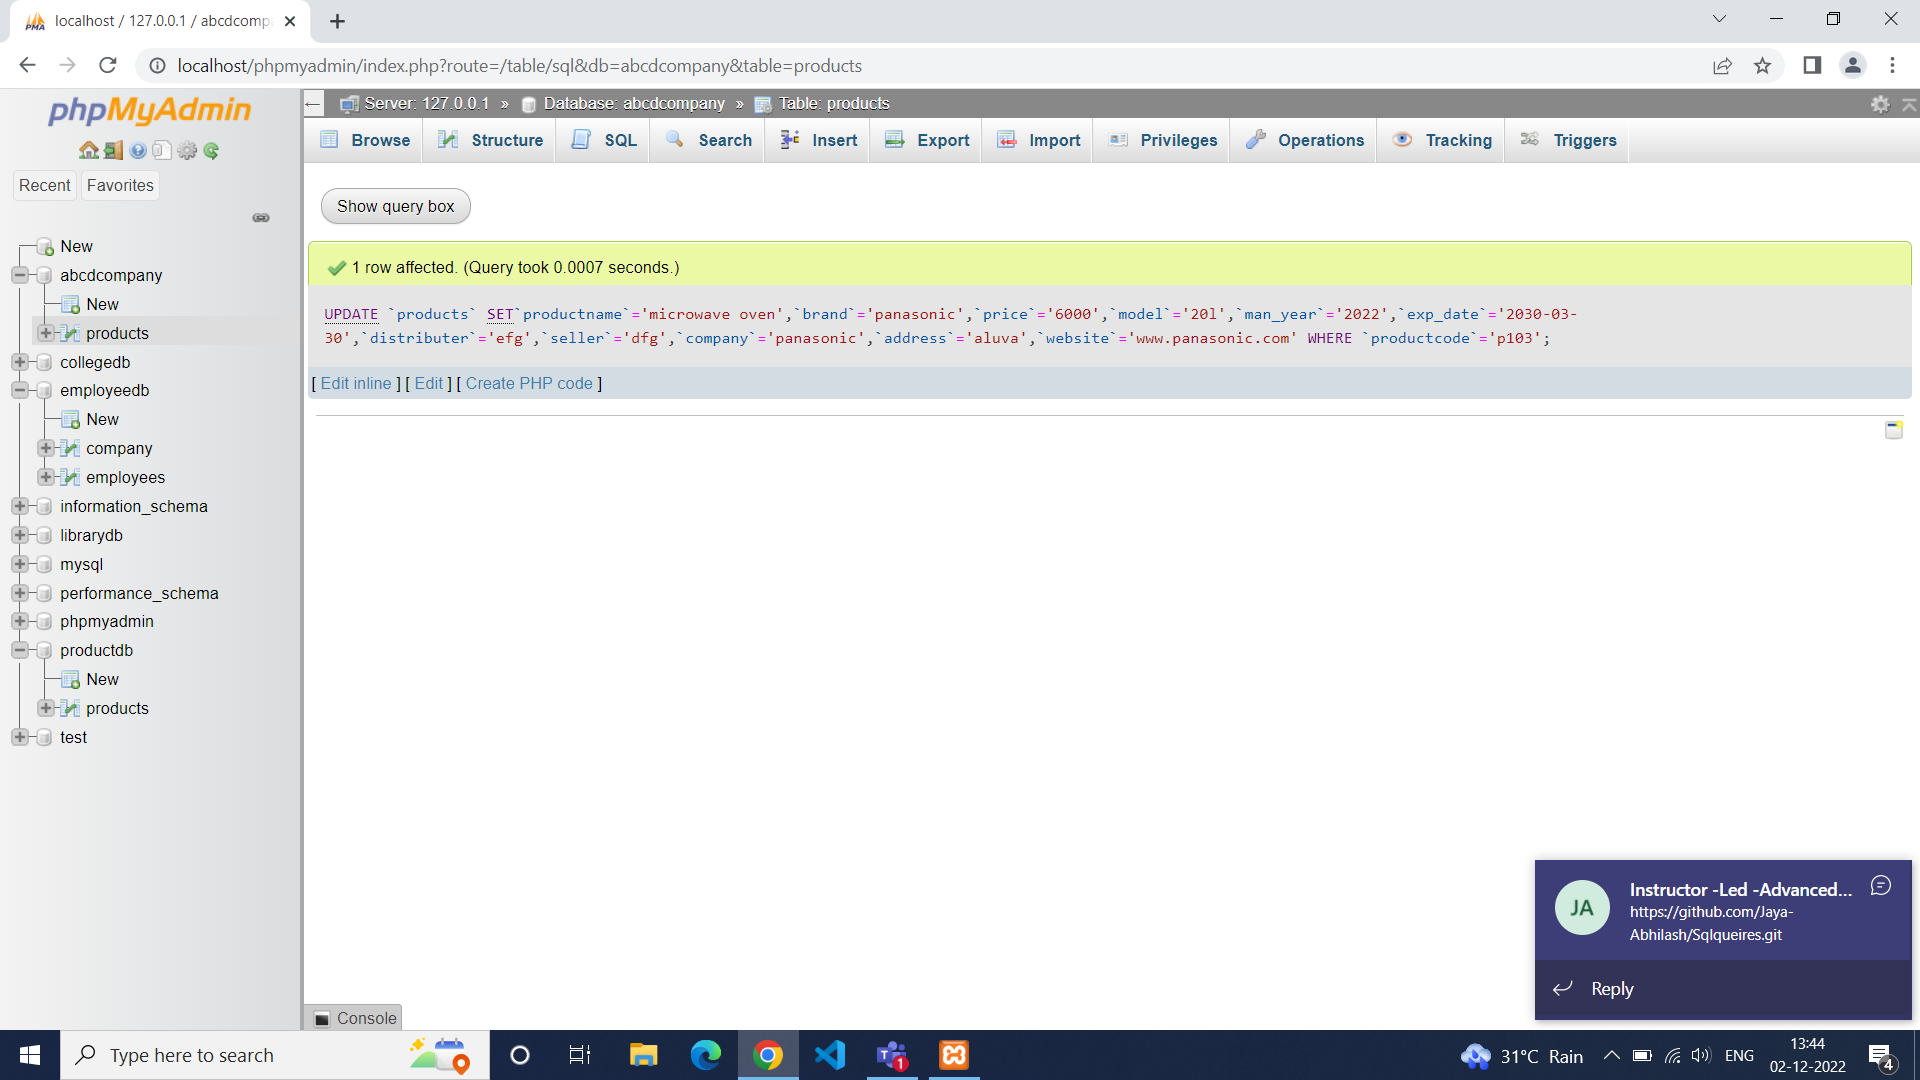 localhost / 127.0.0.1 / abcdcomp
localhost/phpmyadmin/index.php?route=/table/sql&db=abcdcompany&table=products
phpMyAdmin
Recent Favorites
New
abcdcompany
New
products
collegedb
employeedb
New
company
employees
information_schema
librarydb
mysql
performance_schema
phpmyadmin
productdb
New
products
test
Server: 127.0.0.1 » Database: abcdcompany » Table: products
Browse Structure SQL Search Insert Export Import Privileges Operations Tracking Triggers
Show query box
1 row affected. (Query took 0.0007 seconds.)
UPDATE `products` SET`productname`='microwave oven',`brand`='panasonic',`price`='6000',`model`='20l',`man_year`='2022',`exp_date`='2030-03-
30',`distributer`='efg',`seller`='dfg',`company`='panasonic',`address`='aluva',`website`='www.panasonic.com' WHERE `productcode`='p103';
[ Edit inline ] [ Edit ] [ Create PHP code ]
Console
JA
Instructor -Led -Advanced...
https://github.com/Jaya-
Abhilash/Sqlqueires.git
Reply
Type here to search
1
31°C Rain
ENG
13:44
02-12-2022
4